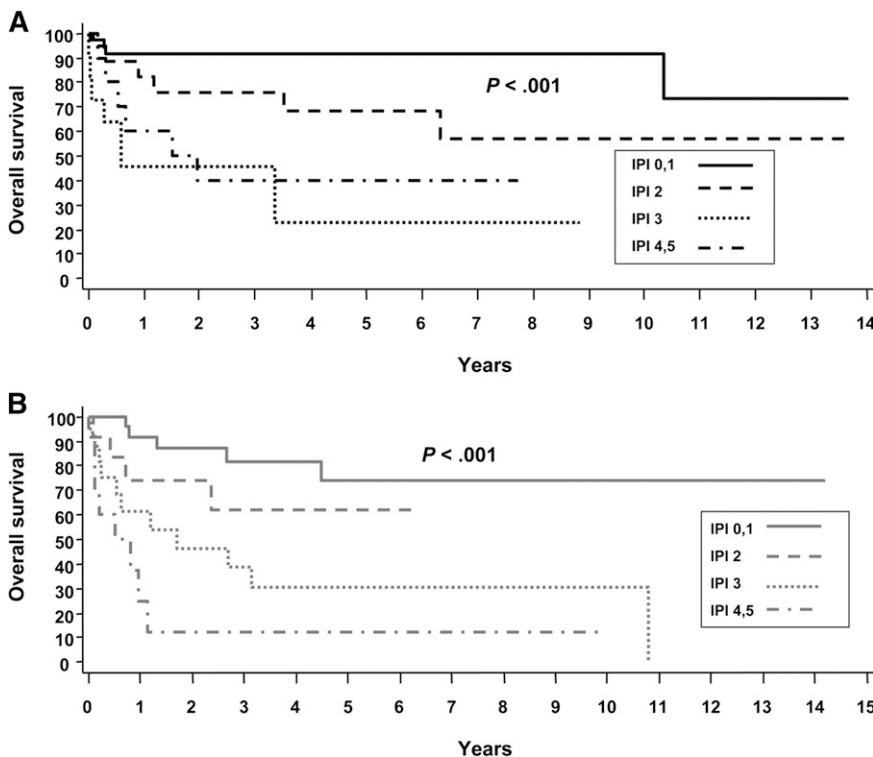 A
Overall survival
100
90
80
70
60
50
40
30
20
10
0
P < .001
IPI 0,1
IPI 2
IPI 3
IPI 4,5
0 1 2 3 4 5 6 7 8 9 10 11 12 13 14
Years
B
Overall survival
100
90
80
70
60
50
40
30
20
10
0
P < .001
IPI 0,1
IPI 2
IPI 3
IPI 4,5
0 1 2 3 4 5 6 7 8 9 10 11 12 13 14 15
Years